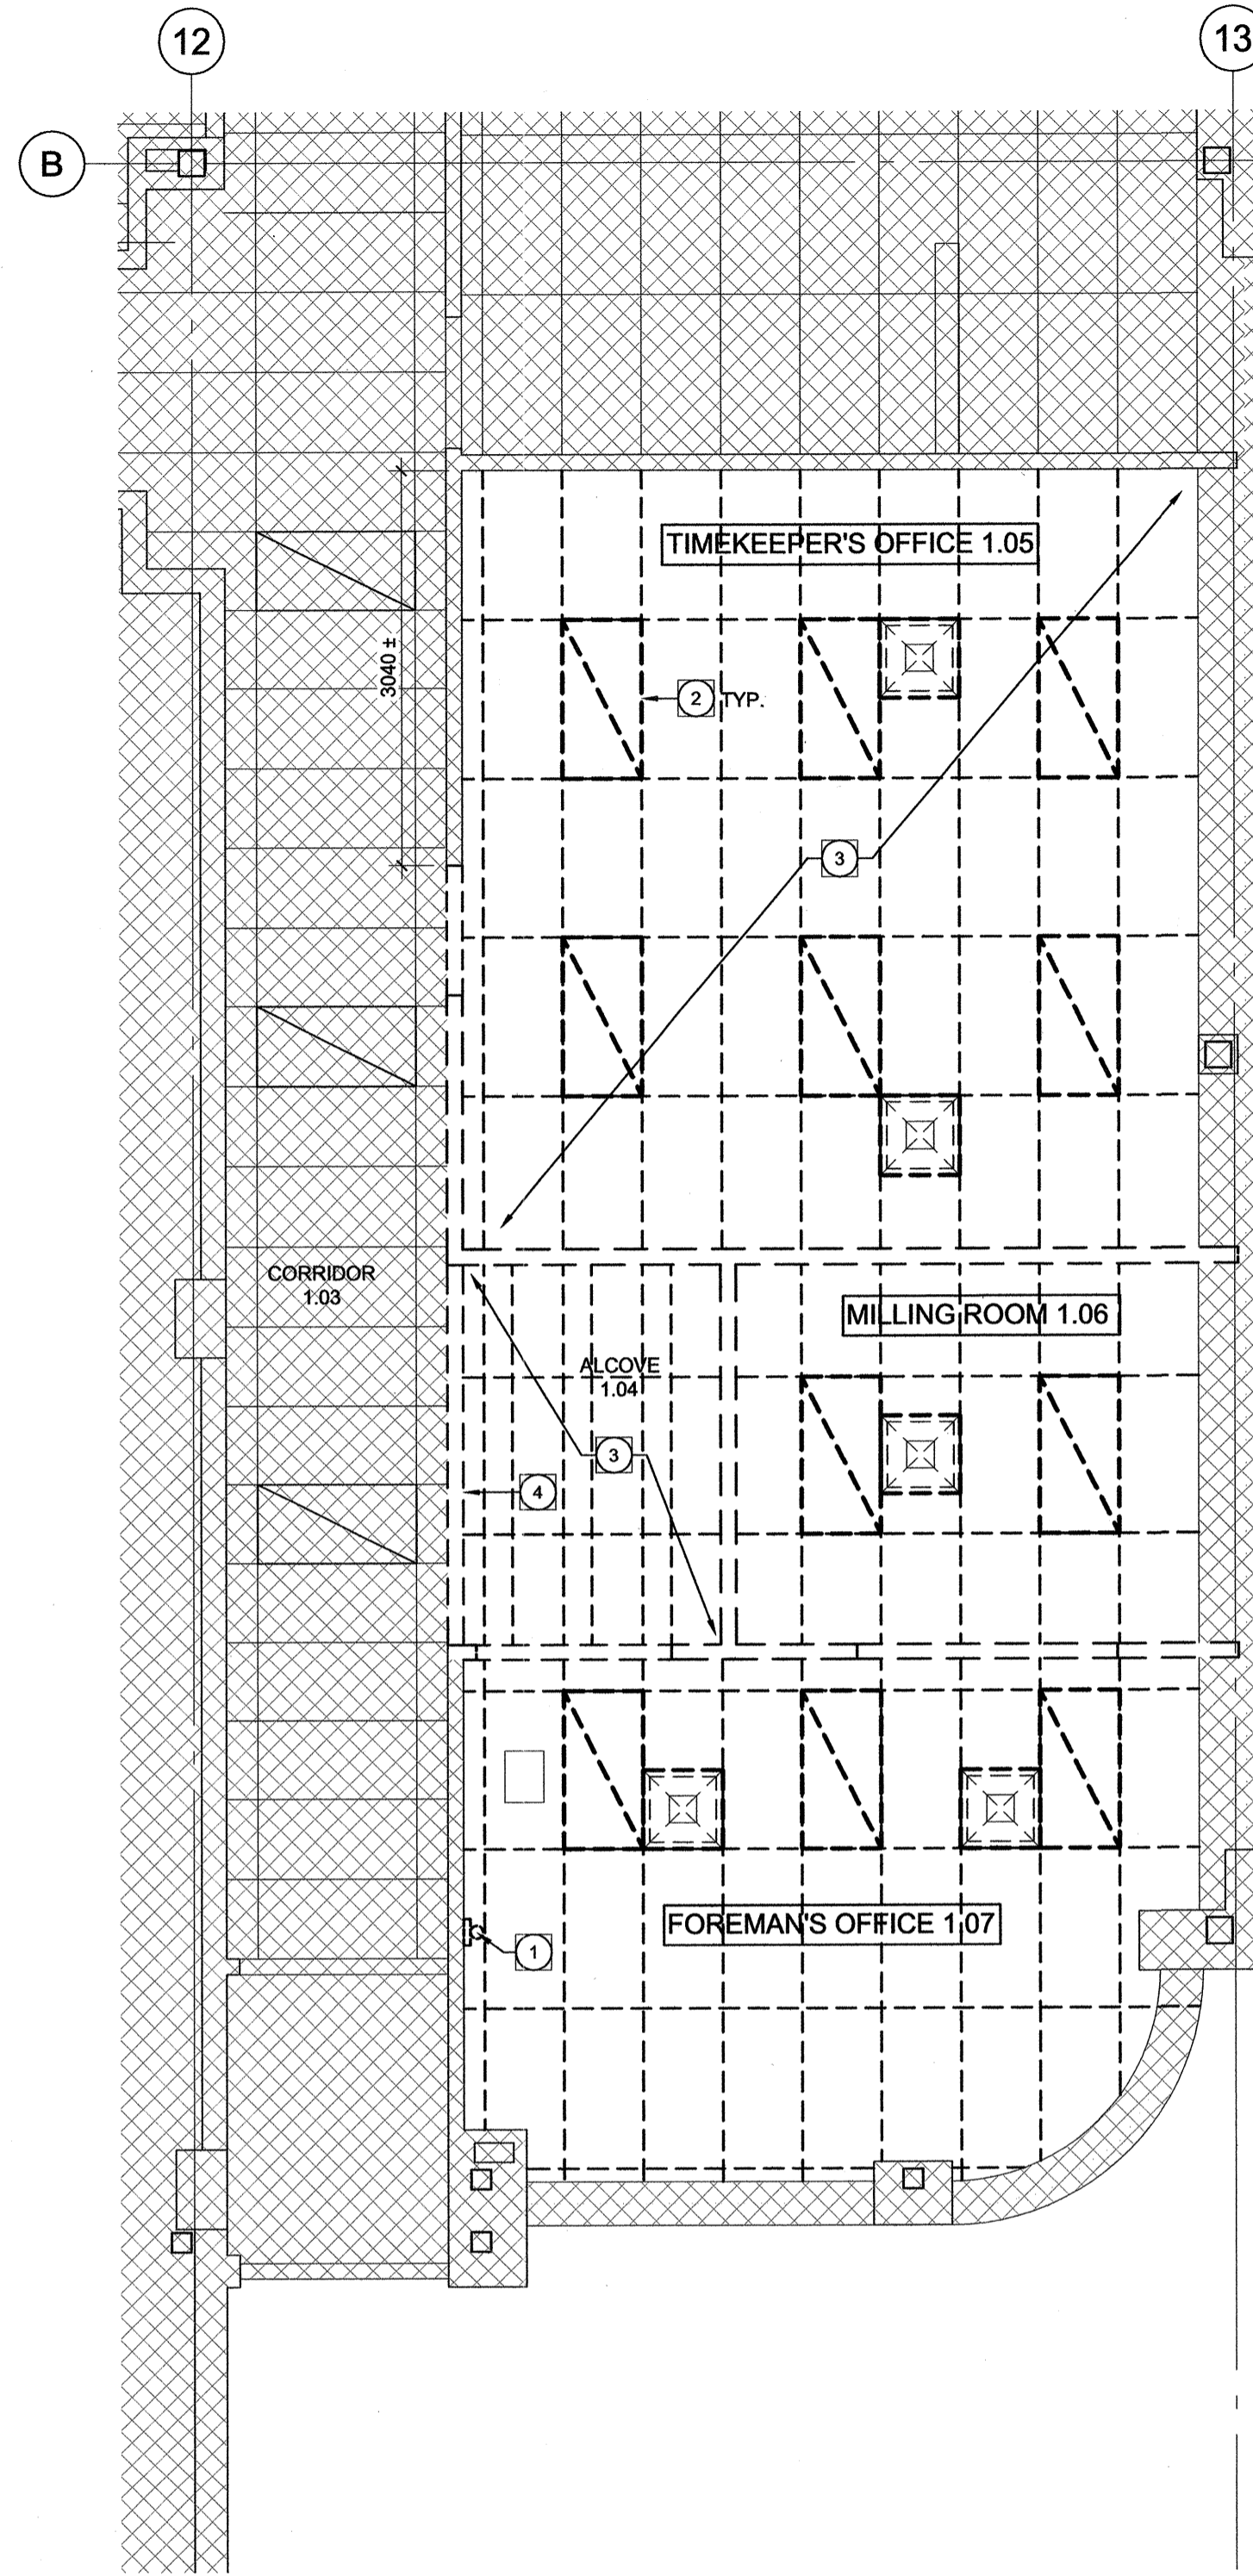 12
13
B
TIMEKEEPER'S OFFICE 1.05
3040 ±
2 TYP.
3
CORRIDOR
1.03
MILLING ROOM 1.06
ALCOVE
1.04
3
4
FOREMAN'S OFFICE 1.07
1